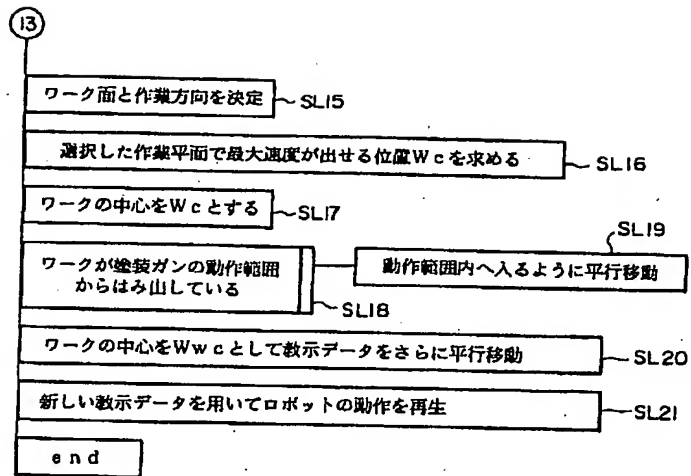 13
ワーク面と作業方向を決定 SL15
選択した作業平面で最大速度が出せる位置Wcを求める SL16
ワークの中心をWcとする SL17
SL19
ワークが塗装ガンの動作範囲
からはみ出している
動作範囲内へ入るように平行移動
SL18
ワークの中心をWwcとして教示データをさらに平行移動 SL20
新しい教示データを用いてロボットの動作を再生 SL21
end